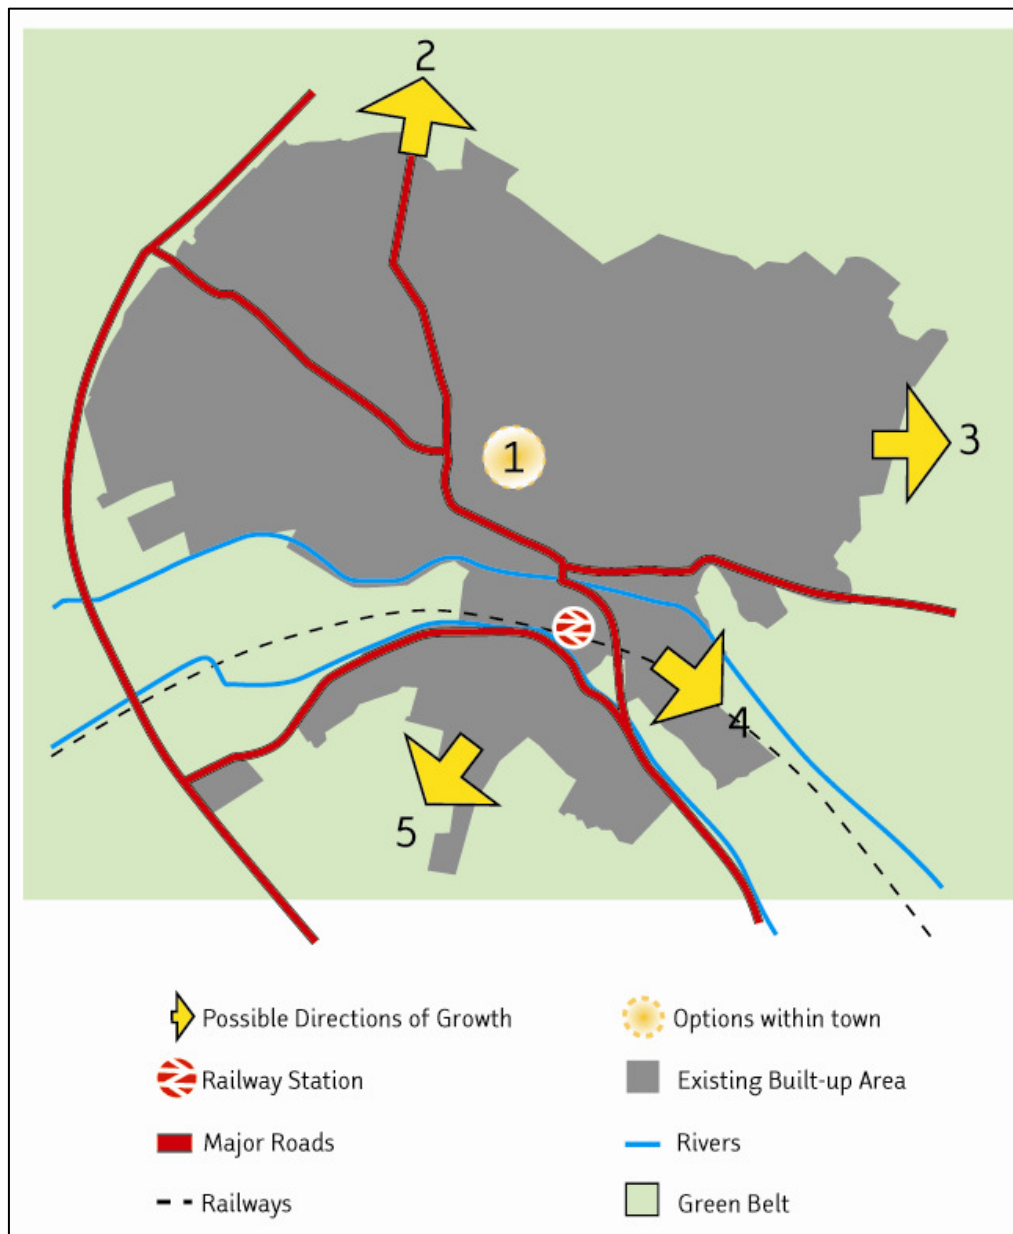 2
3
1
4
5
Possible Directions of Growth
Options within town
Railway Station
Existing Built-up Area
Major Roads
Rivers
Railways
Green Belt